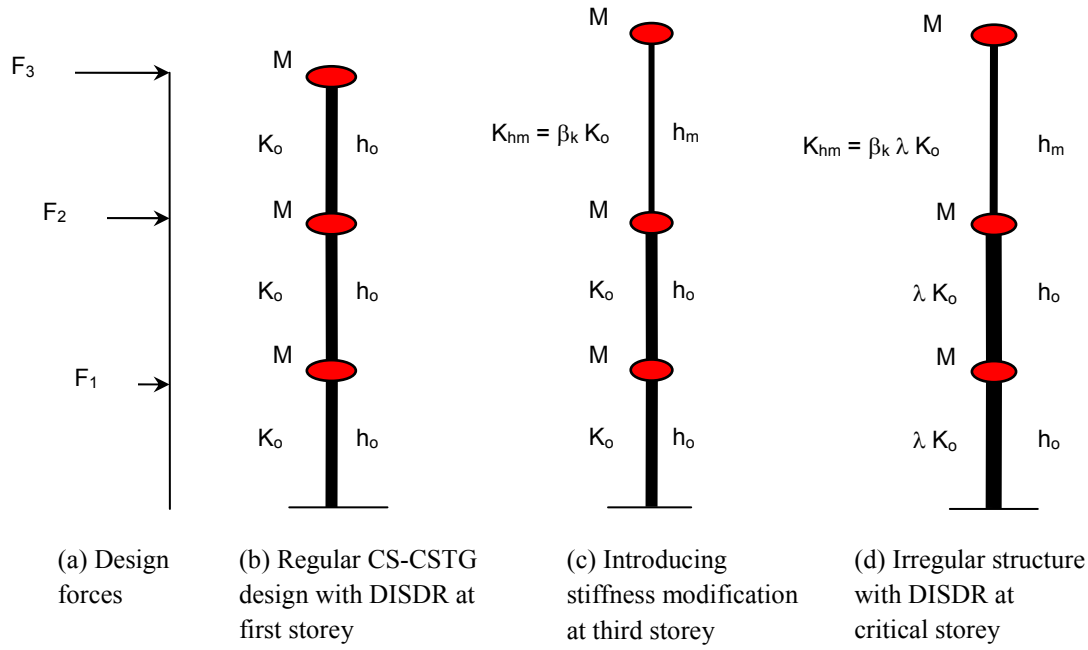 F₃
F₂
F₁
(a) Design
forces
M
Kₒ hₒ
M
Kₒ hₒ
M
Kₒ hₒ
(b) Regular CS-CSTG
design with DISDR at
first storey
M
Kₕₘ = βₖ Kₒ hₘ
M
Kₒ hₒ
M
Kₒ hₒ
(c) Introducing
stiffness modification
at third storey
M
Kₕₘ = βₖ λ Kₒ hₘ
M
λ Kₒ hₒ
M
λ Kₒ hₒ
(d) Irregular structure
with DISDR at
critical storey